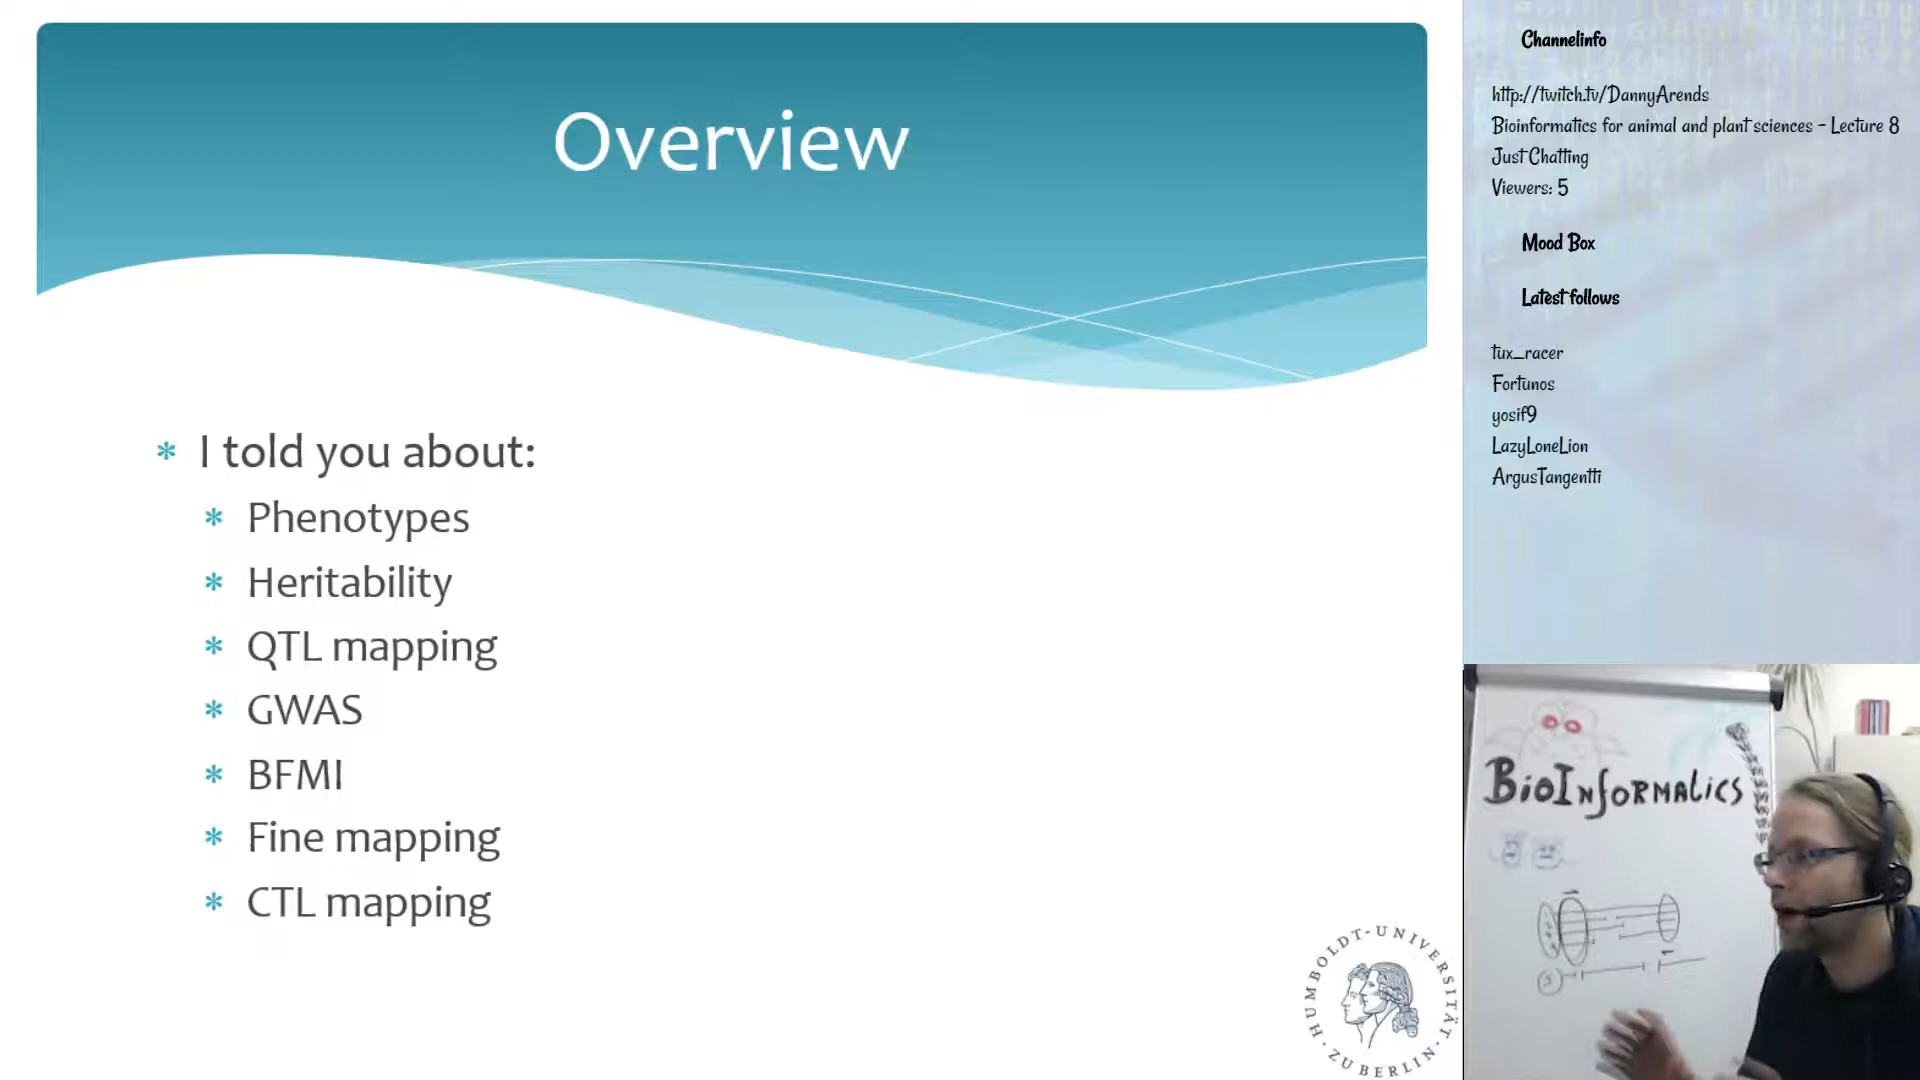 Overview
* I told you about:
* Phenotypes
* Heritability
* QTL mapping
* GWAS
* BFMI
* Fine mapping
* CTL mapping
HUMBOLDT-UNIVERSITÄT · ZU BERLIN ·
Channelinfo
http://twitch.tv/DannyArends
Bioinformatics for animal and plant sciences - Lecture 8
Just Chatting
Viewers: 5
Mood Box
Latest follows
tux_racer
Fortunos
yosif9
LazyLoneLion
ArgusTangentti
BioInformatics